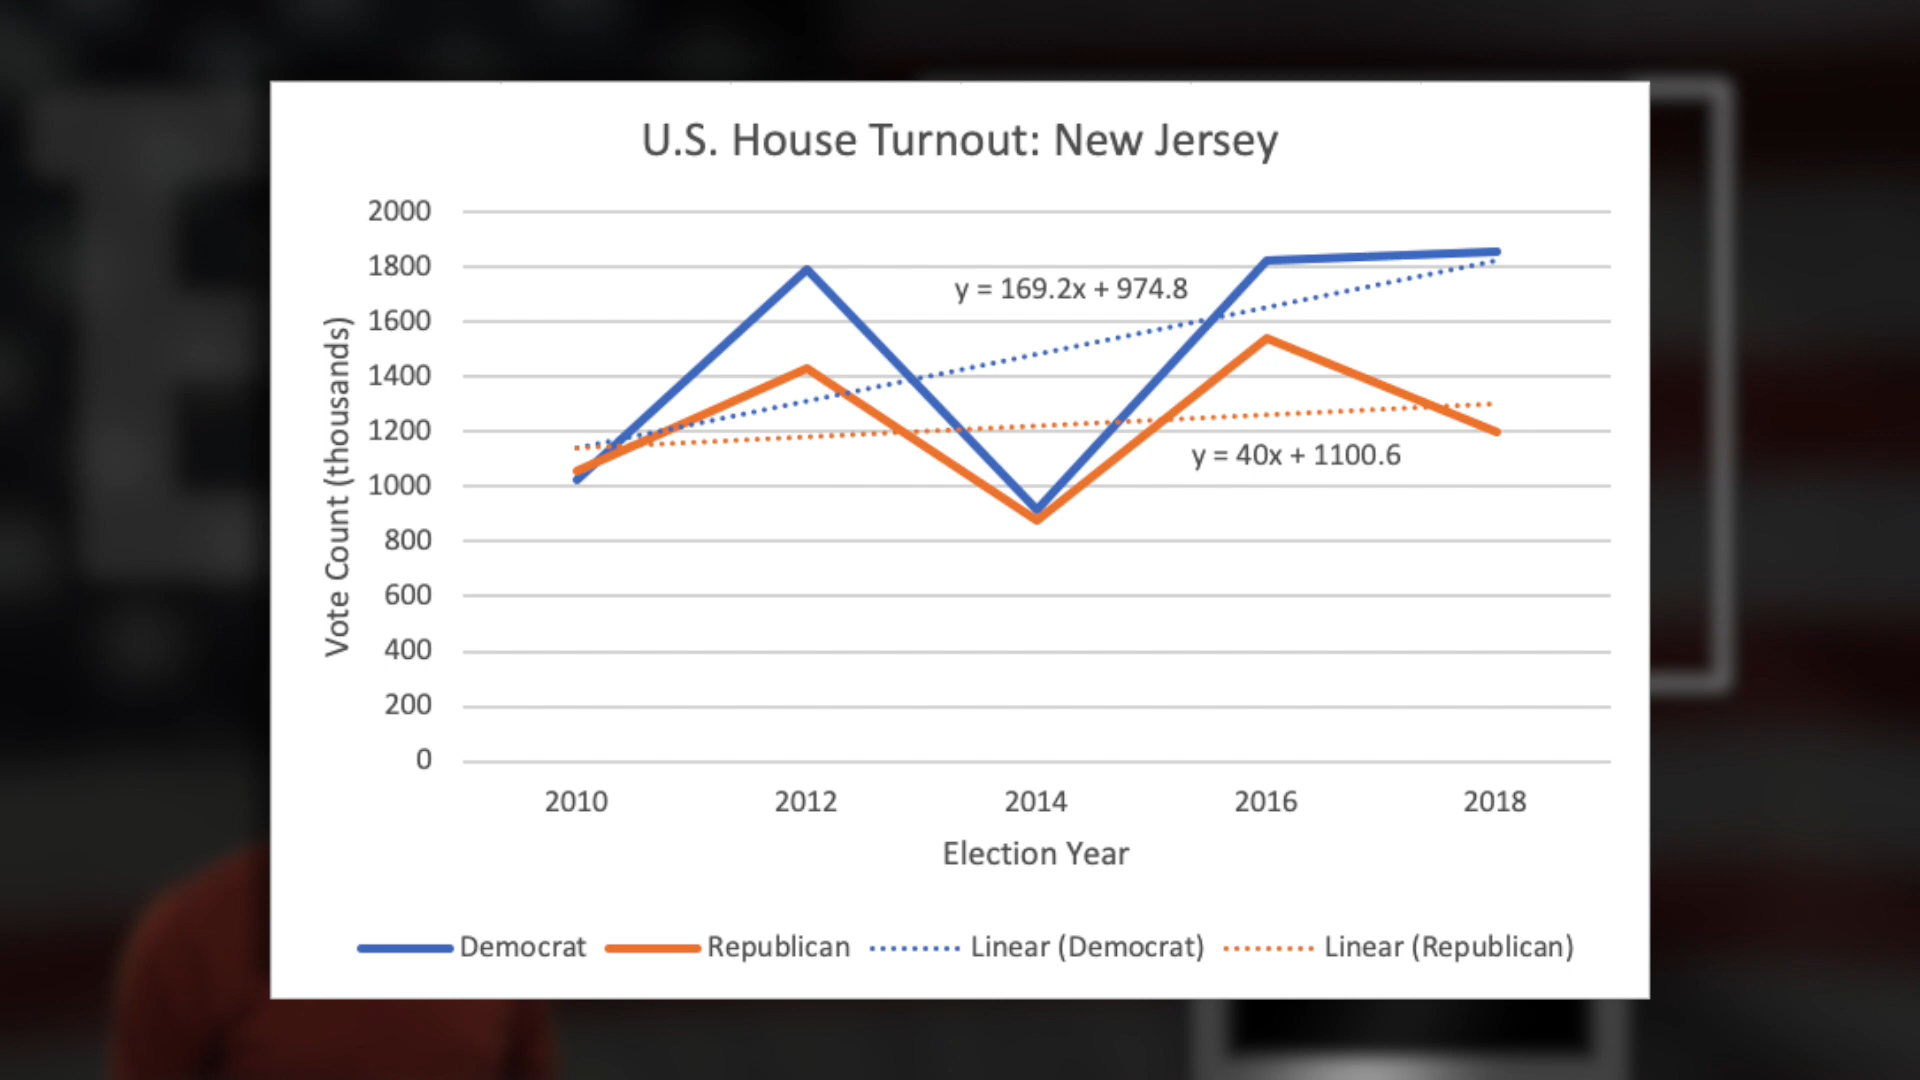 U.S. House Turnout: New Jersey
2000
1800
1600
1400
1200
1000
800
600
400
200
0
Vote Count (thousands)
y = 169.2x + 974.8
y = 40x + 1100.6
2010 2012 2014 2016 2018
Election Year
Democrat Republican Linear (Democrat) Linear (Republican)